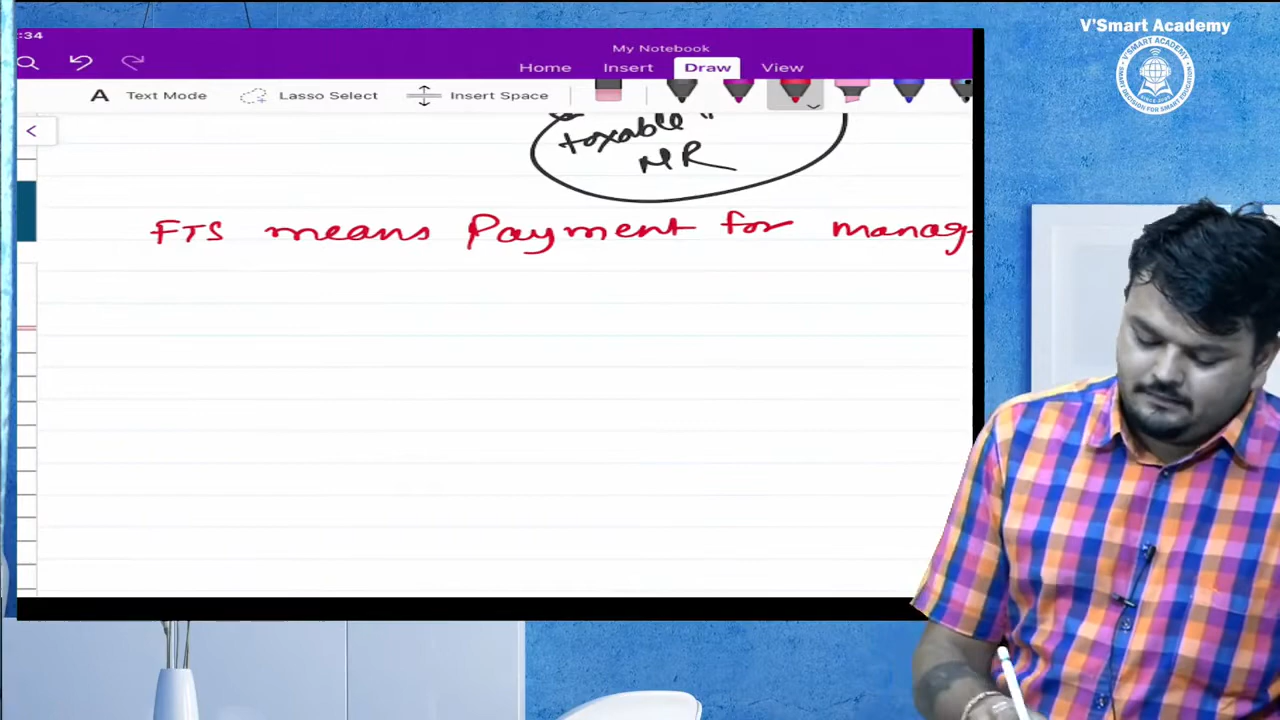 V'Smart Academy
:34
My Notebook
Home Insert Draw View
Text Mode Lasso Select Insert Space
taxable "
NR
FTS means Payment for manag-